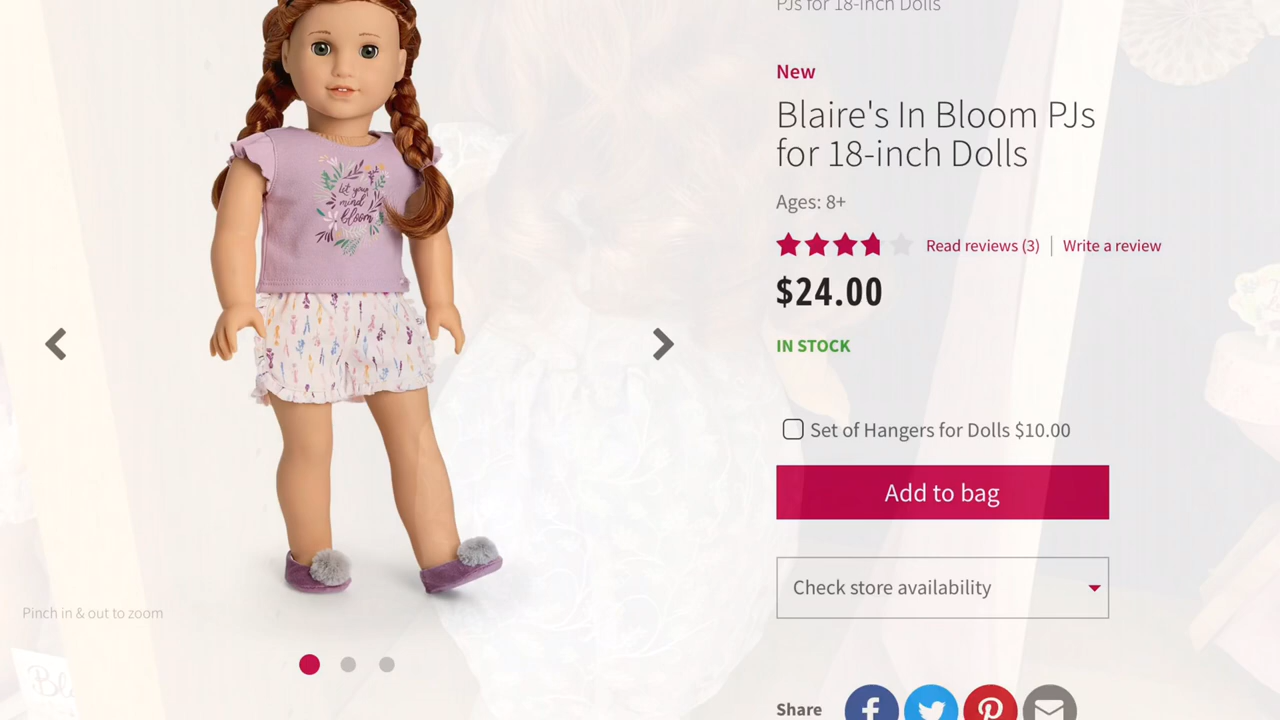 PJs for 18-inch Dolls
New
Blaire's In Bloom PJs
for 18-inch Dolls
Ages: 8+
Read reviews (3) | Write a review
$24.00
IN STOCK
Set of Hangers for Dolls $10.00
Add to bag
Check store availability
Share
let your
mind
bloom
Pinch in & out to zoom
Bl